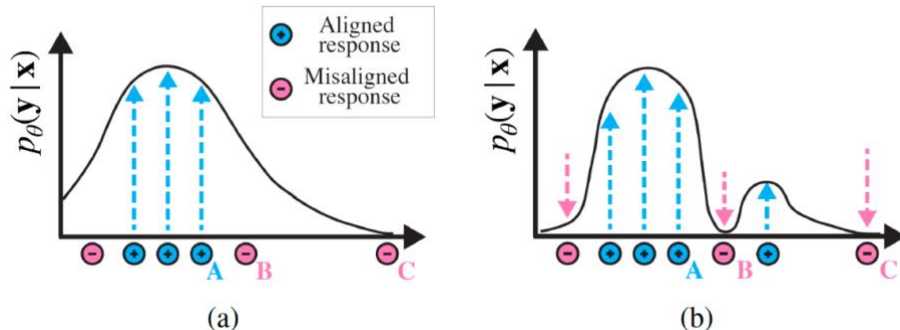 pθ(y | x)
+ Aligned
response
− Misaligned
response
− + + + A − B − C
(a)
pθ(y | x)
− + + + A − B + − C
(b)